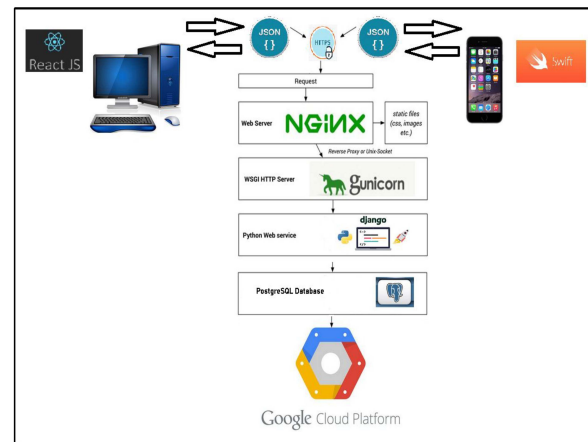 React JS
JSON
{ }
HTTPS
JSON
{ }
Swift
Request
Web Server
NGINX
static files
(css, images
etc.)
Reverse Proxy or Unix-Socket
WSGI HTTP Server
gunicorn
Python Web service
django
PostgreSQL Database
Google Cloud Platform